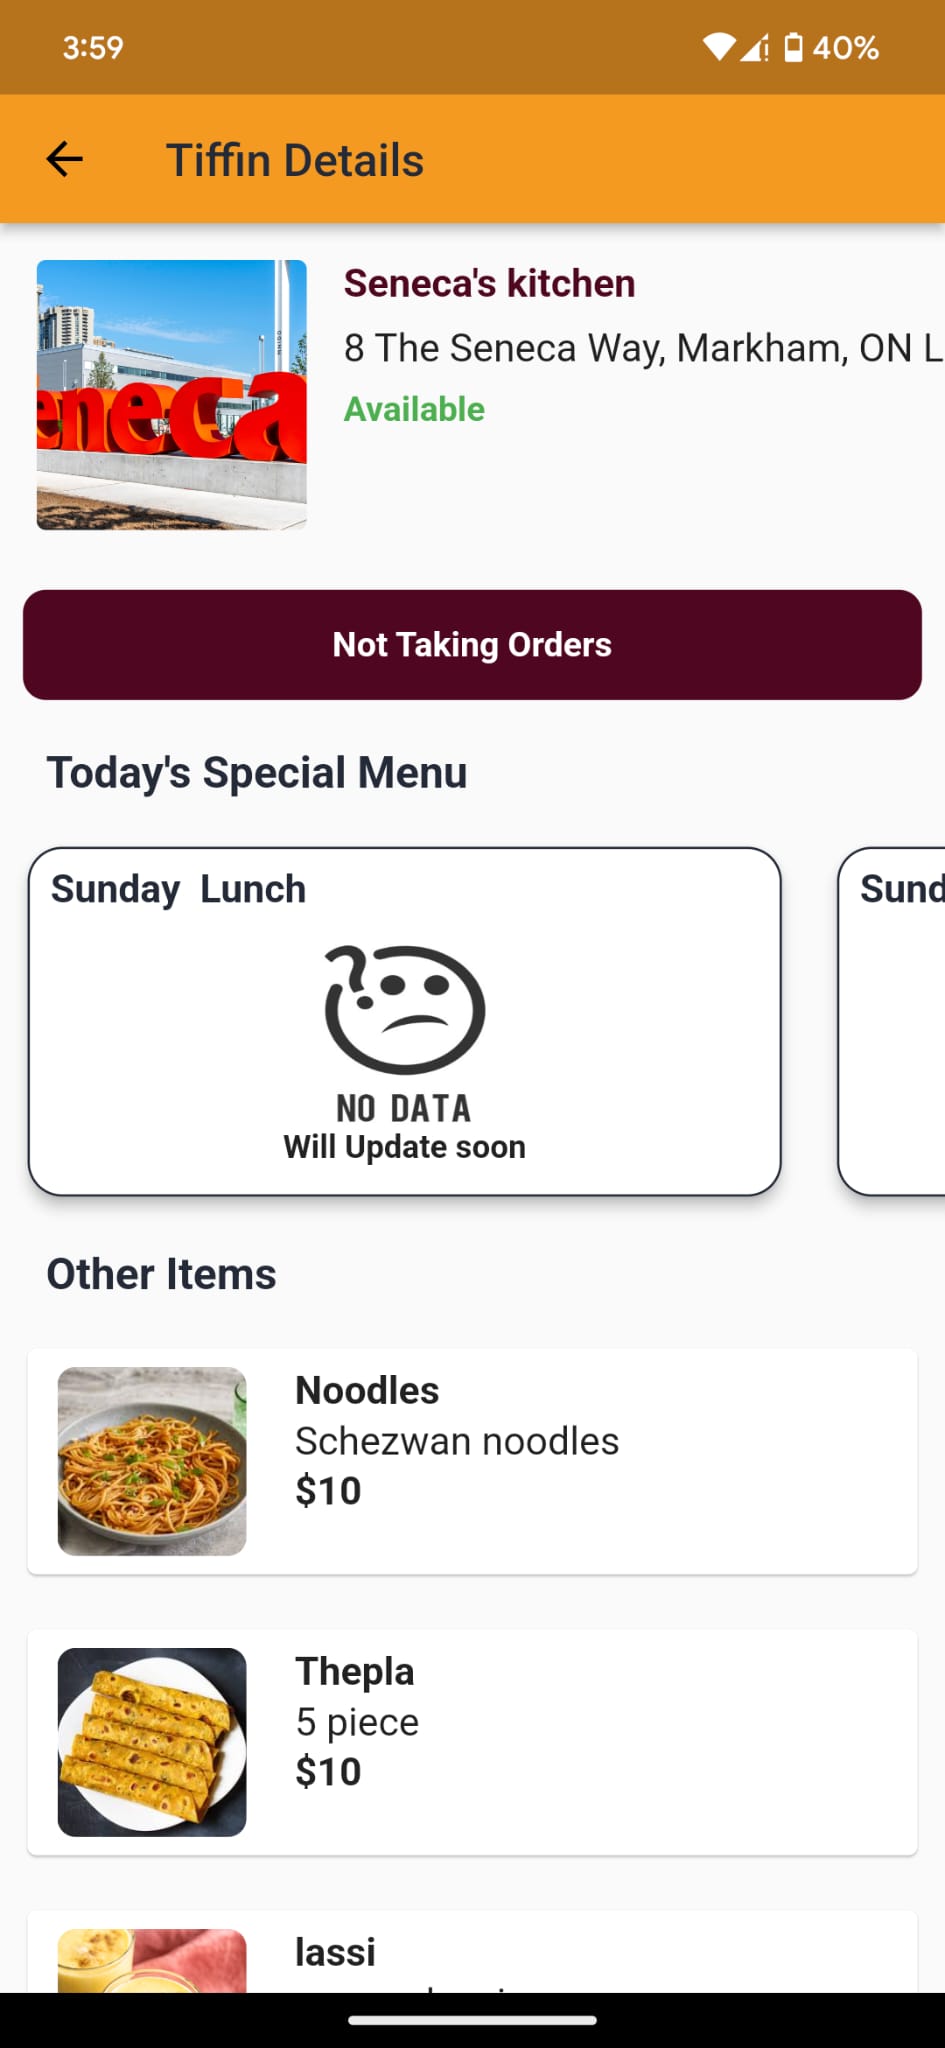 3:59
40%
Tiffin Details
eneca
Seneca's kitchen
8 The Seneca Way, Markham, ON L
Available
Not Taking Orders
Today's Special Menu
Sunday Lunch
Sund
NO DATA
Will Update soon
Other Items
Noodles
Schezwan noodles
$10
Thepla
5 piece
$10
lassi